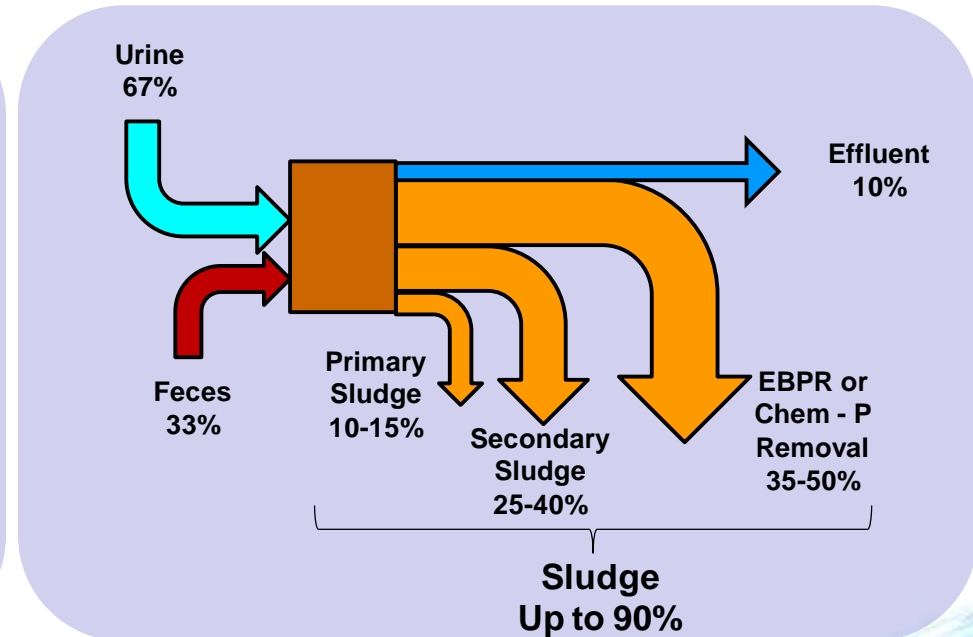 Urine
67%
Effluent
10%
Feces
33%
Primary
Sludge
10-15%
Secondary
Sludge
25-40%
EBPR or
Chem - P
Removal
35-50%
Sludge
Up to 90%